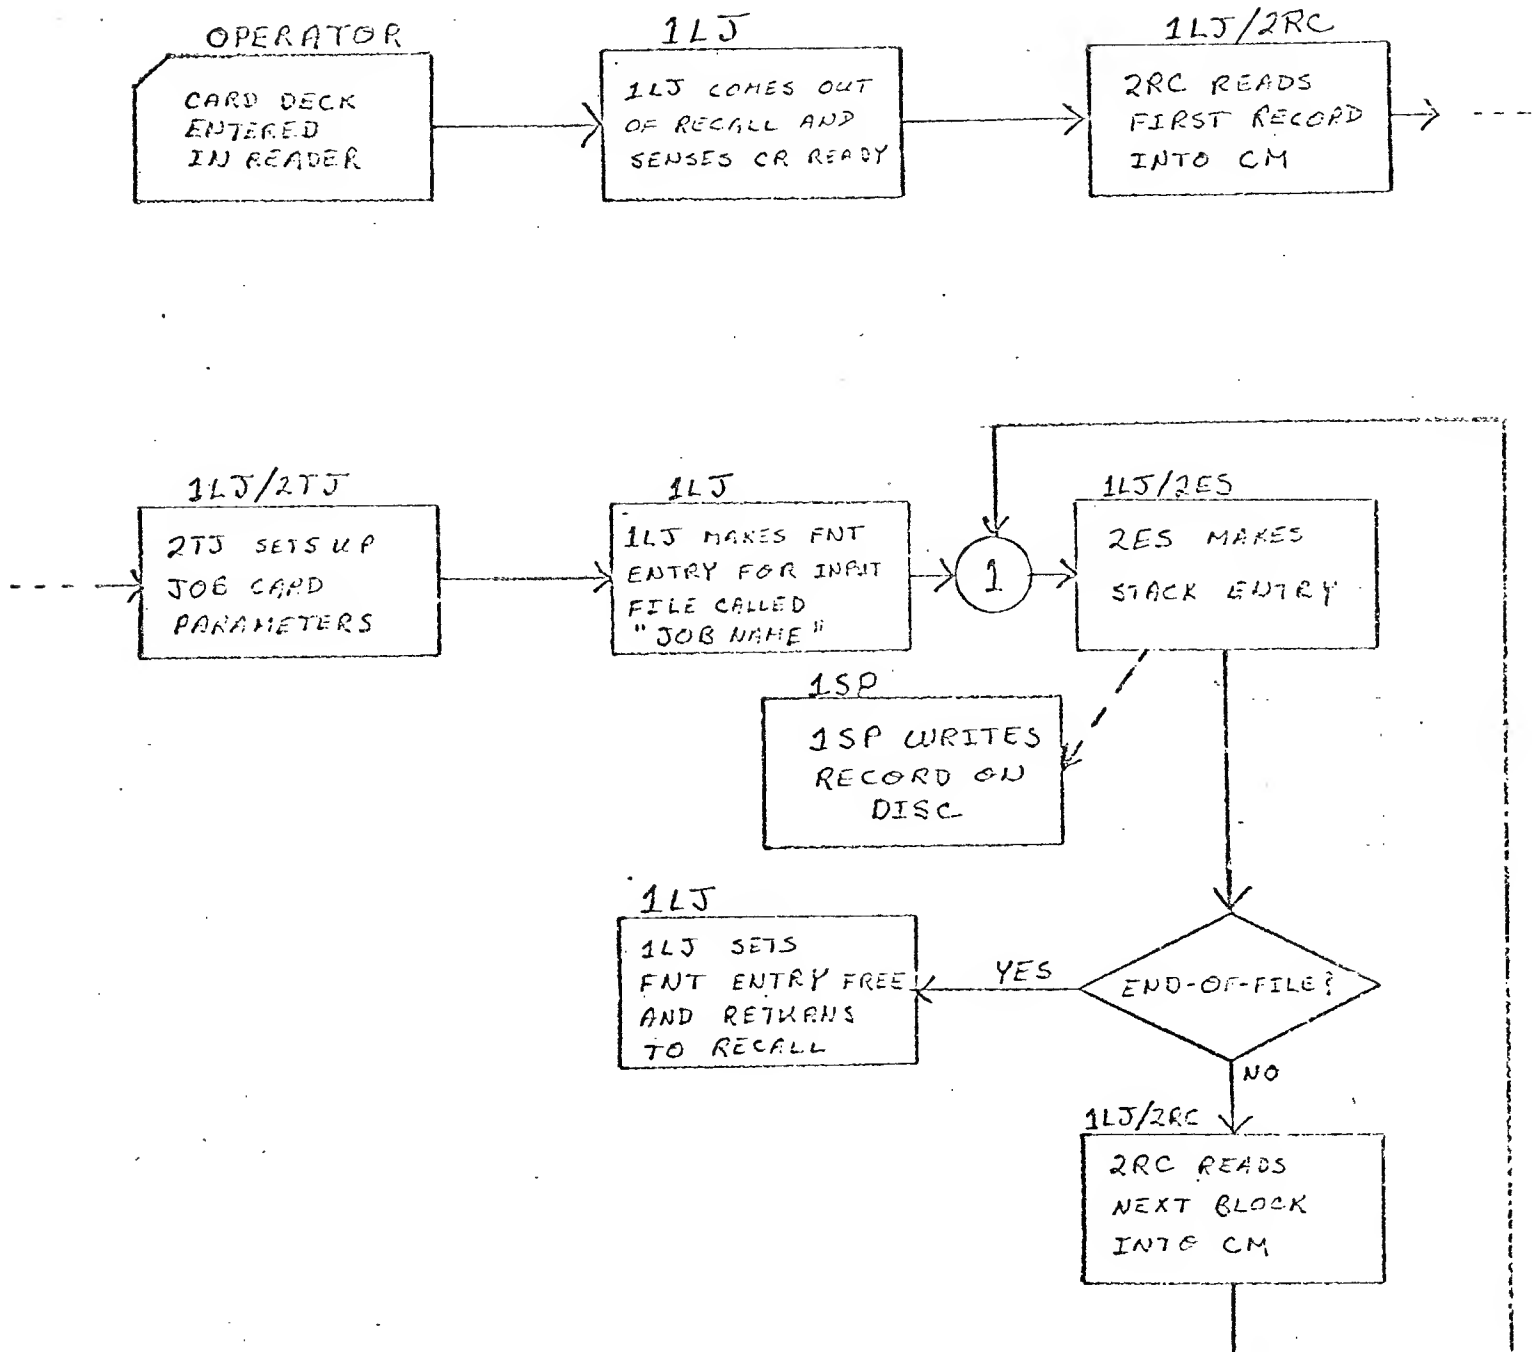 OPERATOR
CARD DECK
ENTERED
IN READER
1LJ
1LJ COMES OUT
OF RECALL AND
SENSES CR READY
1LJ/2RC
2RC READS
FIRST RECORD
INTO CM
1LJ/2TJ
2TJ SETS UP
JOB CARD
PARAMETERS
1LJ
1LJ MAKES FNT
ENTRY FOR INPUT
FILE CALLED
"JOB NAME"
1
1LJ/2ES
2ES MAKES
STACK ENTRY
1SP
1SP WRITES
RECORD ON
DISC
1LJ
1LJ SETS
FNT ENTRY FREE
AND RETURNS
TO RECALL
YES
END-OF-FILE?
NO
1LJ/2RC
2RC READS
NEXT BLOCK
INTO CM